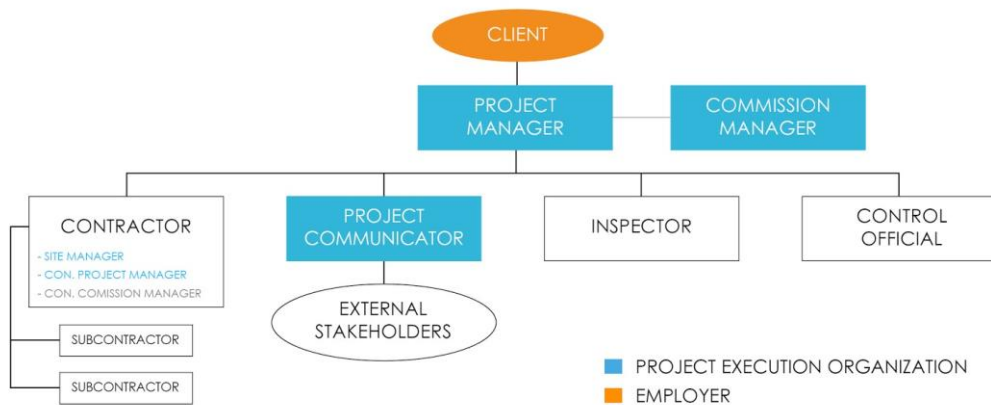 CLIENT
PROJECT
MANAGER
COMMISSION
MANAGER
CONTRACTOR
- SITE MANAGER
- CON. PROJECT MANAGER
- CON. COMISSION MANAGER
PROJECT
COMMUNICATOR
INSPECTOR
CONTROL
OFFICIAL
EXTERNAL
STAKEHOLDERS
SUBCONTRACTOR
SUBCONTRACTOR
PROJECT EXECUTION ORGANIZATION
EMPLOYER